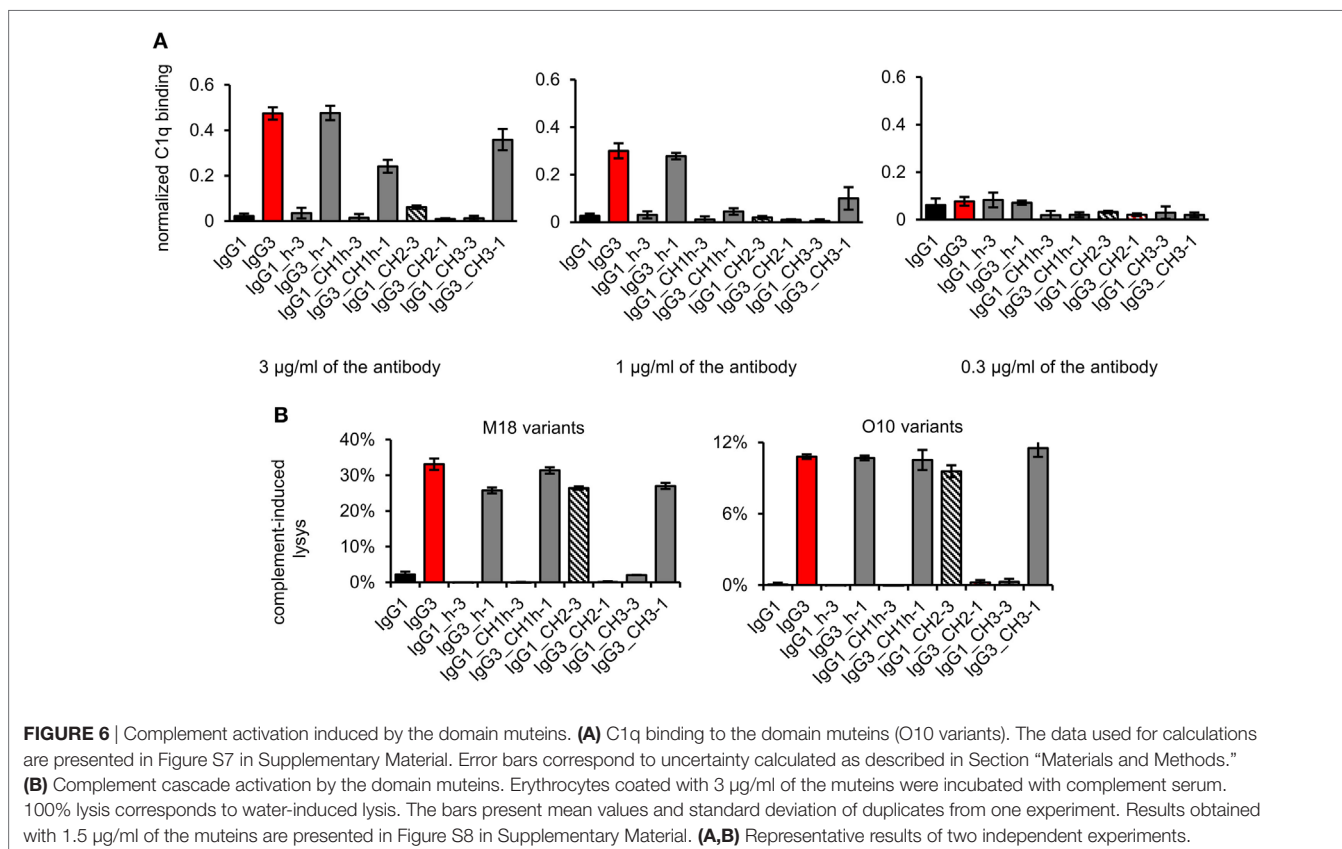 A
normalized C1q binding
0.6
0.4
0.2
0
IgG1
IgG3
IgG1_h-3
IgG3_h-1
IgG1_CH1h-3
IgG3_CH1h-1
IgG1_CH2-3
IgG3_CH2-1
IgG1_CH3-3
IgG3_CH3-1
3 µg/ml of the antibody
0.6
0.4
0.2
0
IgG1
IgG3
IgG1_h-3
IgG3_h-1
IgG1_CH1h-3
IgG3_CH1h-1
IgG1_CH2-3
IgG3_CH2-1
IgG1_CH3-3
IgG3_CH3-1
1 µg/ml of the antibody
0.6
0.4
0.2
0
IgG1
IgG3
IgG1_h-3
IgG3_h-1
IgG1_CH1h-3
IgG3_CH1h-1
IgG1_CH2-3
IgG3_CH2-1
IgG1_CH3-3
IgG3_CH3-1
0.3 µg/ml of the antibody
B
complement-induced
lysys
M18 variants
40%
30%
20%
10%
0%
IgG1
IgG3
IgG1_h-3
IgG3_h-1
IgG1_CH1h-3
IgG3_CH1h-1
IgG1_CH2-3
IgG3_CH2-1
IgG1_CH3-3
IgG3_CH3-1
O10 variants
12%
6%
0%
IgG1
IgG3
IgG1_h-3
IgG3_h-1
IgG1_CH1h-3
IgG3_CH1h-1
IgG1_CH2-3
IgG3_CH2-1
IgG1_CH3-3
IgG3_CH3-1
FIGURE 6 | Complement activation induced by the domain muteins. (A) C1q binding to the domain muteins (O10 variants). The data used for calculations
are presented in Figure S7 in Supplementary Material. Error bars correspond to uncertainty calculated as described in Section “Materials and Methods.”
(B) Complement cascade activation by the domain muteins. Erythrocytes coated with 3 µg/ml of the muteins were incubated with complement serum.
100% lysis corresponds to water-induced lysis. The bars present mean values and standard deviation of duplicates from one experiment. Results obtained
with 1.5 µg/ml of the muteins are presented in Figure S8 in Supplementary Material. (A,B) Representative results of two independent experiments.